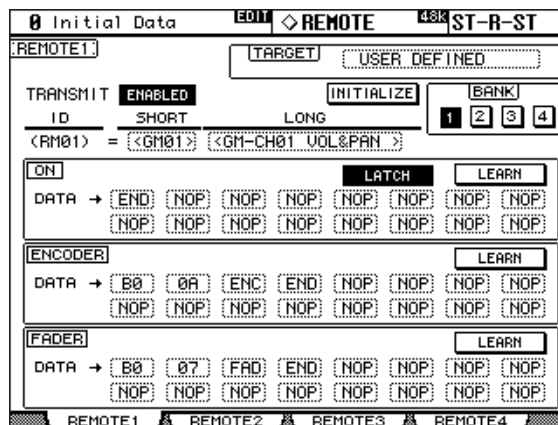 0 Initial Data EDIT ◇REMOTE 48K ST-R-ST
REMOTE1 TARGET USER DEFINED
TRANSMIT ENABLED INITIALIZE BANK
ID SHORT LONG 1 2 3 4
(RM01) = <GM01> <GM-CH01 VOL&PAN >
ON LATCH LEARN
DATA → END NOP NOP NOP NOP NOP NOP NOP
NOP NOP NOP NOP NOP NOP NOP NOP
ENCODER LEARN
DATA → B0 0A ENC END NOP NOP NOP NOP
NOP NOP NOP NOP NOP NOP NOP NOP
FADER LEARN
DATA → B0 07 FAD END NOP NOP NOP NOP
NOP NOP NOP NOP NOP NOP NOP NOP
REMOTE1 REMOTE2 REMOTE3 REMOTE4